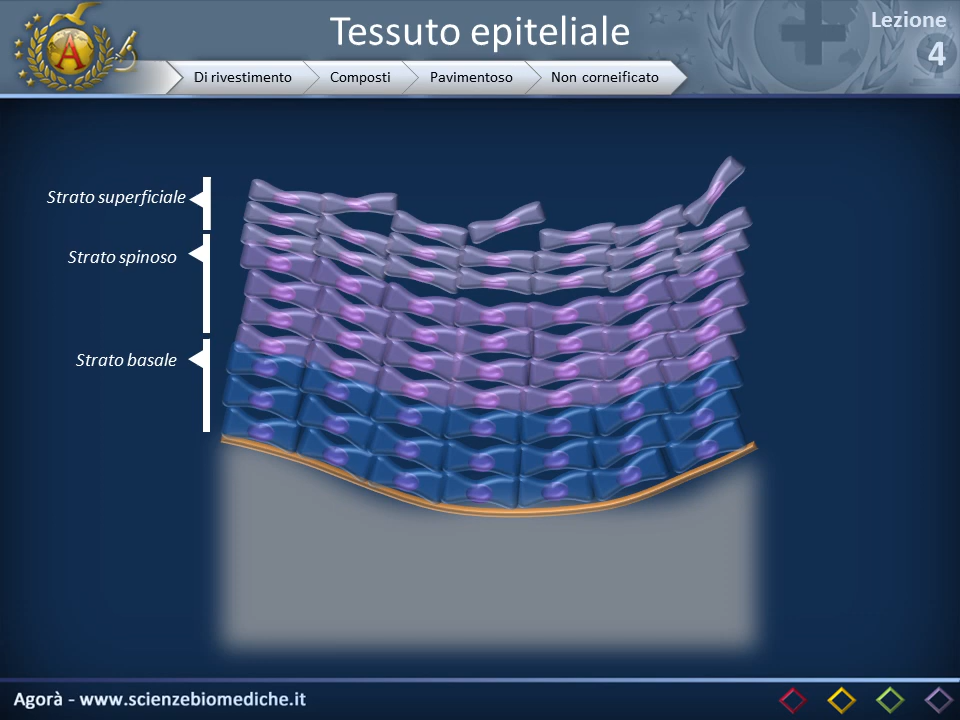 Tessuto epiteliale
Lezione
4
Di rivestimento
Composti
Pavimentoso
Non corneificato
A
Strato superficiale
Strato spinoso
Strato basale
Agorà - www.scienzebiomediche.it